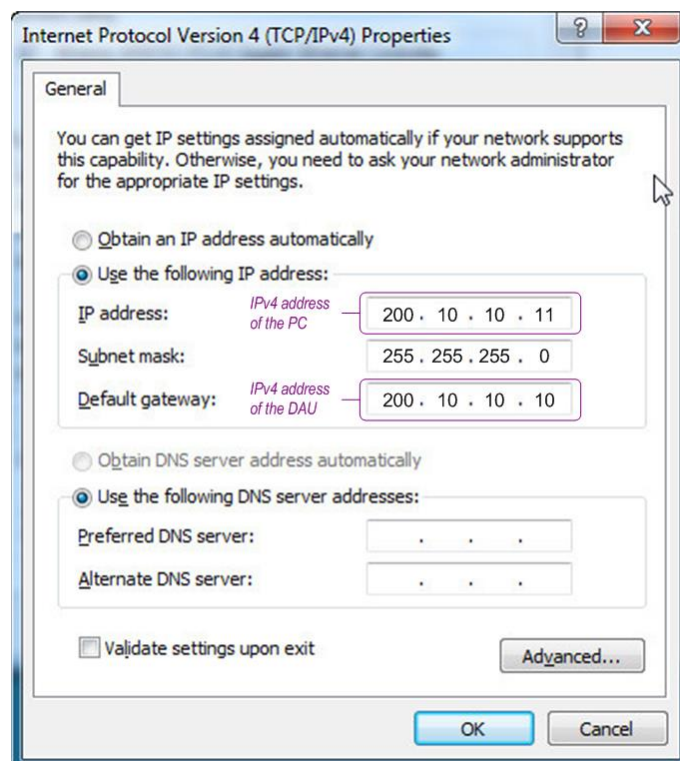 Internet Protocol Version 4 (TCP/IPv4) Properties
General
You can get IP settings assigned automatically if your network supports
this capability. Otherwise, you need to ask your network administrator
for the appropriate IP settings.
Obtain an IP address automatically
Use the following IP address:
IP address: IPv4 address of the PC 200 . 10 . 10 . 11
Subnet mask: 255 . 255 . 255 . 0
Default gateway: IPv4 address of the DAU 200 . 10 . 10 . 10
Obtain DNS server address automatically
Use the following DNS server addresses:
Preferred DNS server: . . .
Alternate DNS server: . . .
Validate settings upon exit
Advanced...
OK Cancel